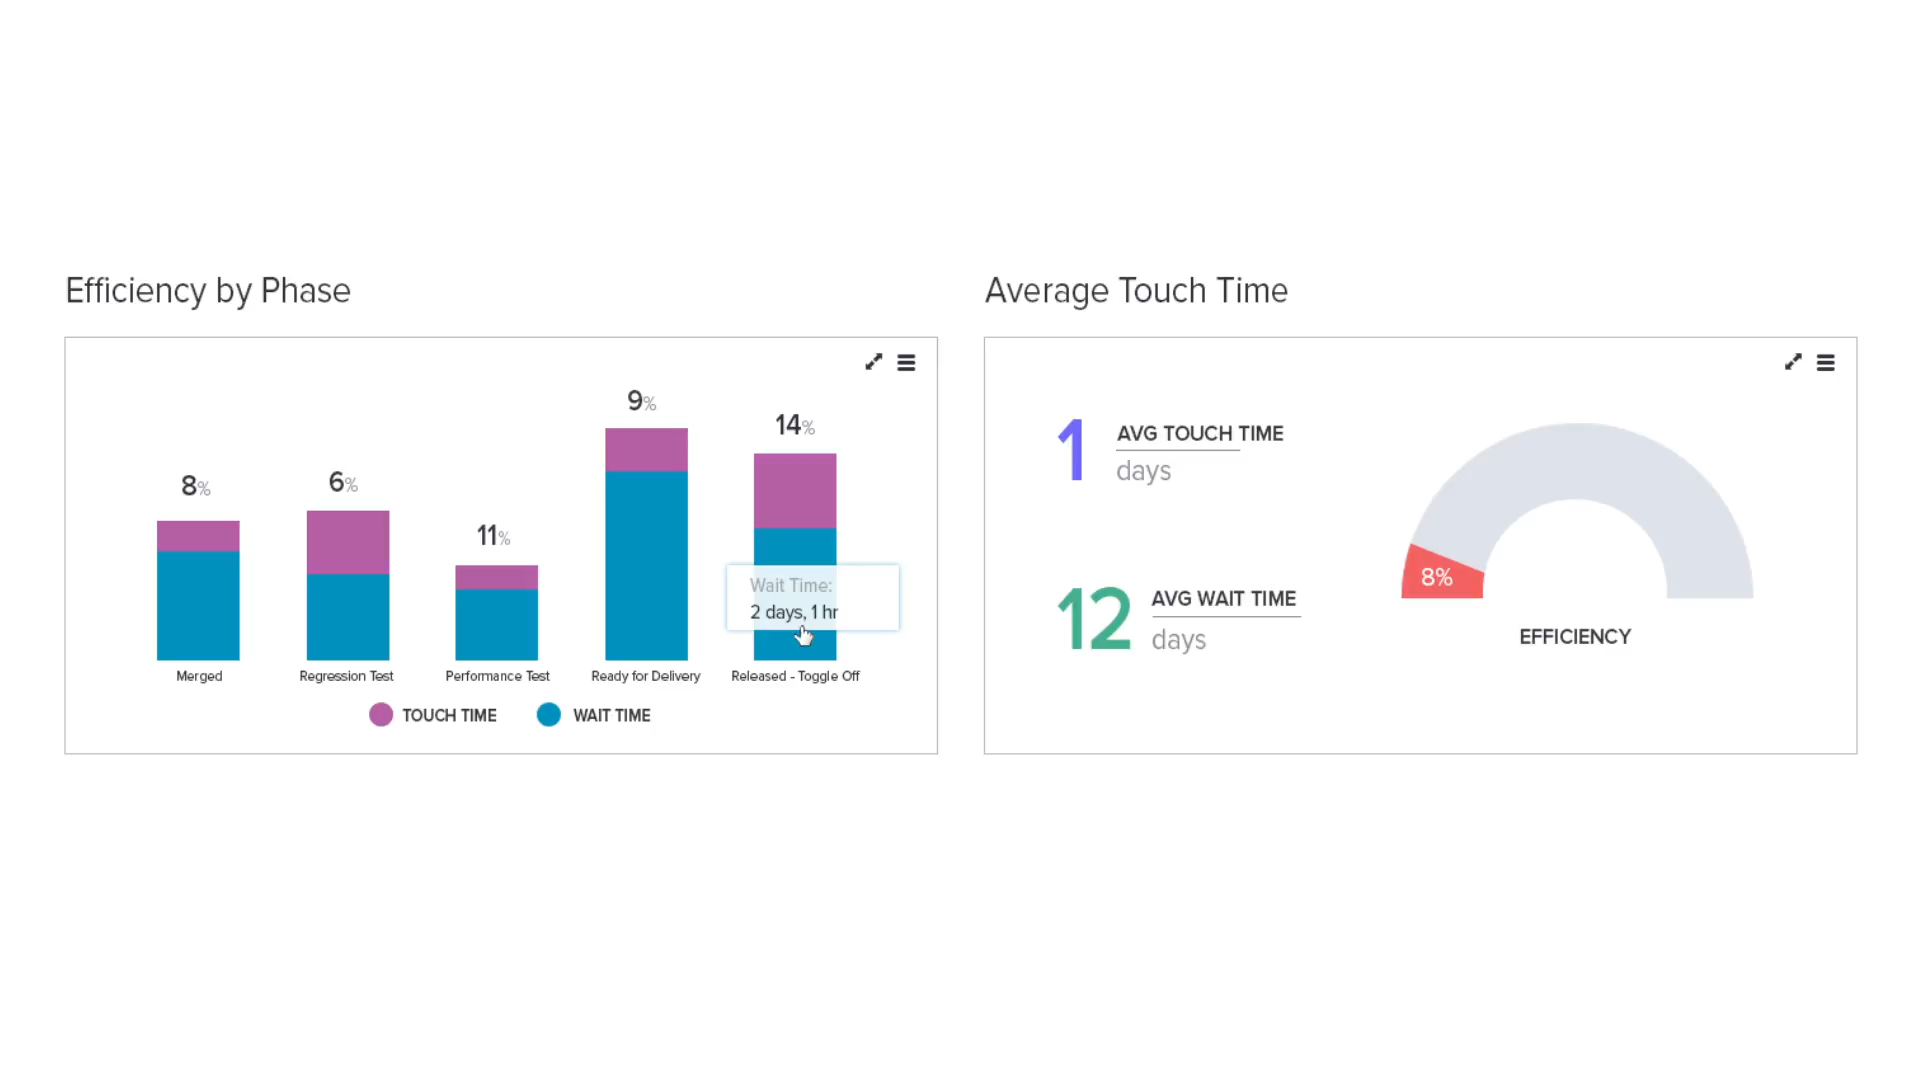 Efficiency by Phase
8%
6%
11%
9%
14%
Wait Time:
2 days, 1 hr
Merged
Regression Test
Performance Test
Ready for Delivery
Released - Toggle Off
TOUCH TIME
WAIT TIME
Average Touch Time
1
AVG TOUCH TIME
days
12
AVG WAIT TIME
days
8%
EFFICIENCY